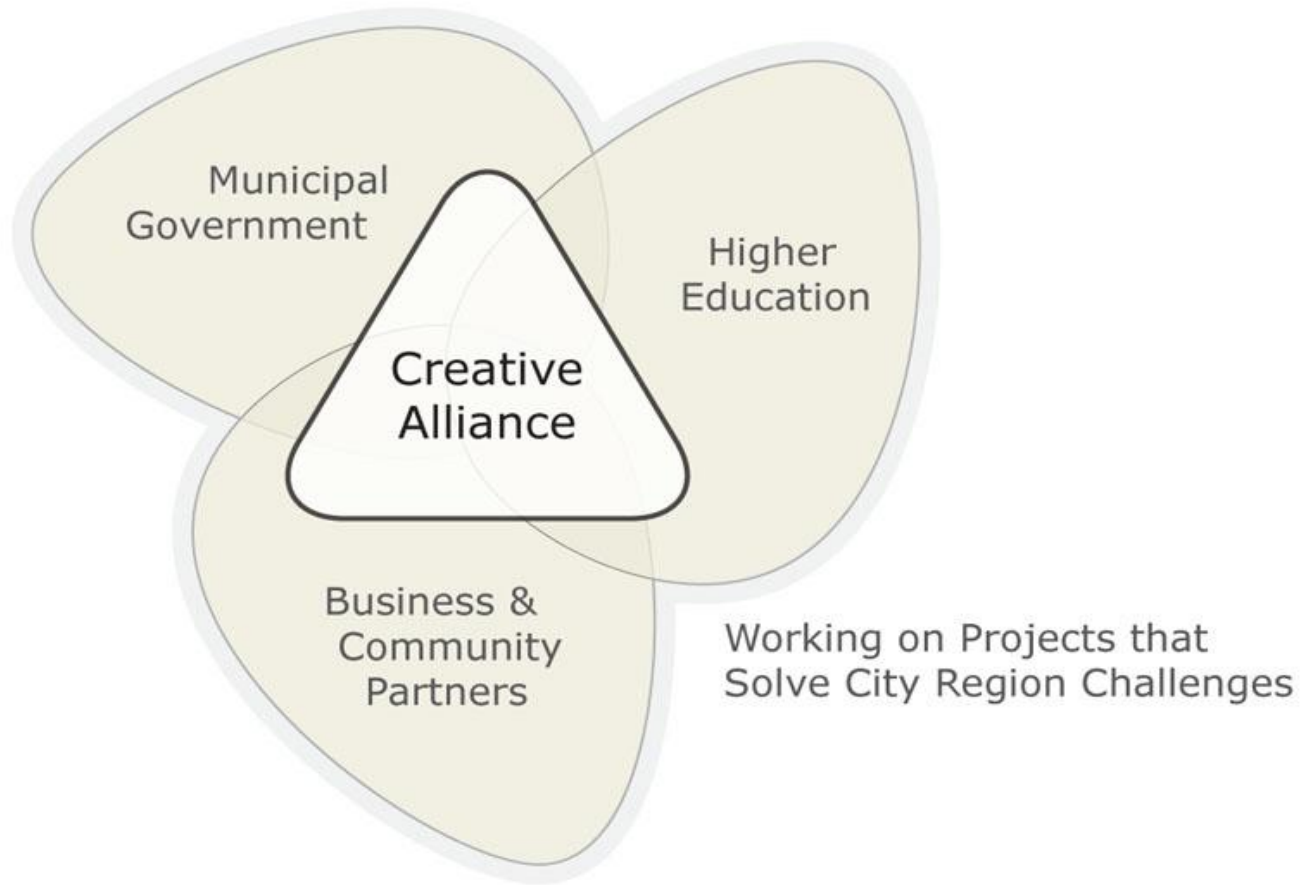 Municipal
Government
Higher
Education
Creative
Alliance
Business &
Community
Partners
Working on Projects that
Solve City Region Challenges